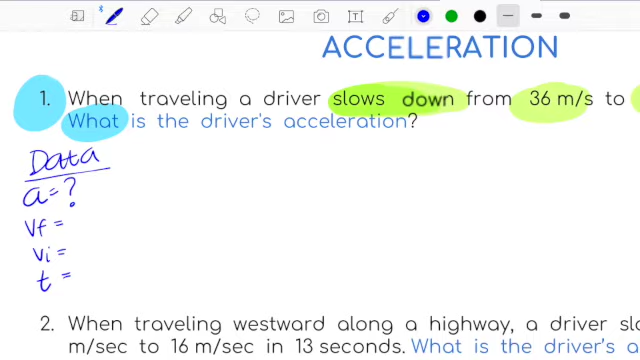 ACCELERATION
1. When traveling a driver slows down from 36 m/s to
What is the driver's acceleration?
Data
a = ?
vf =
vi =
t =
2. When traveling westward along a highway, a driver slo
m/sec to 16 m/sec in 13 seconds. What is the driver's a